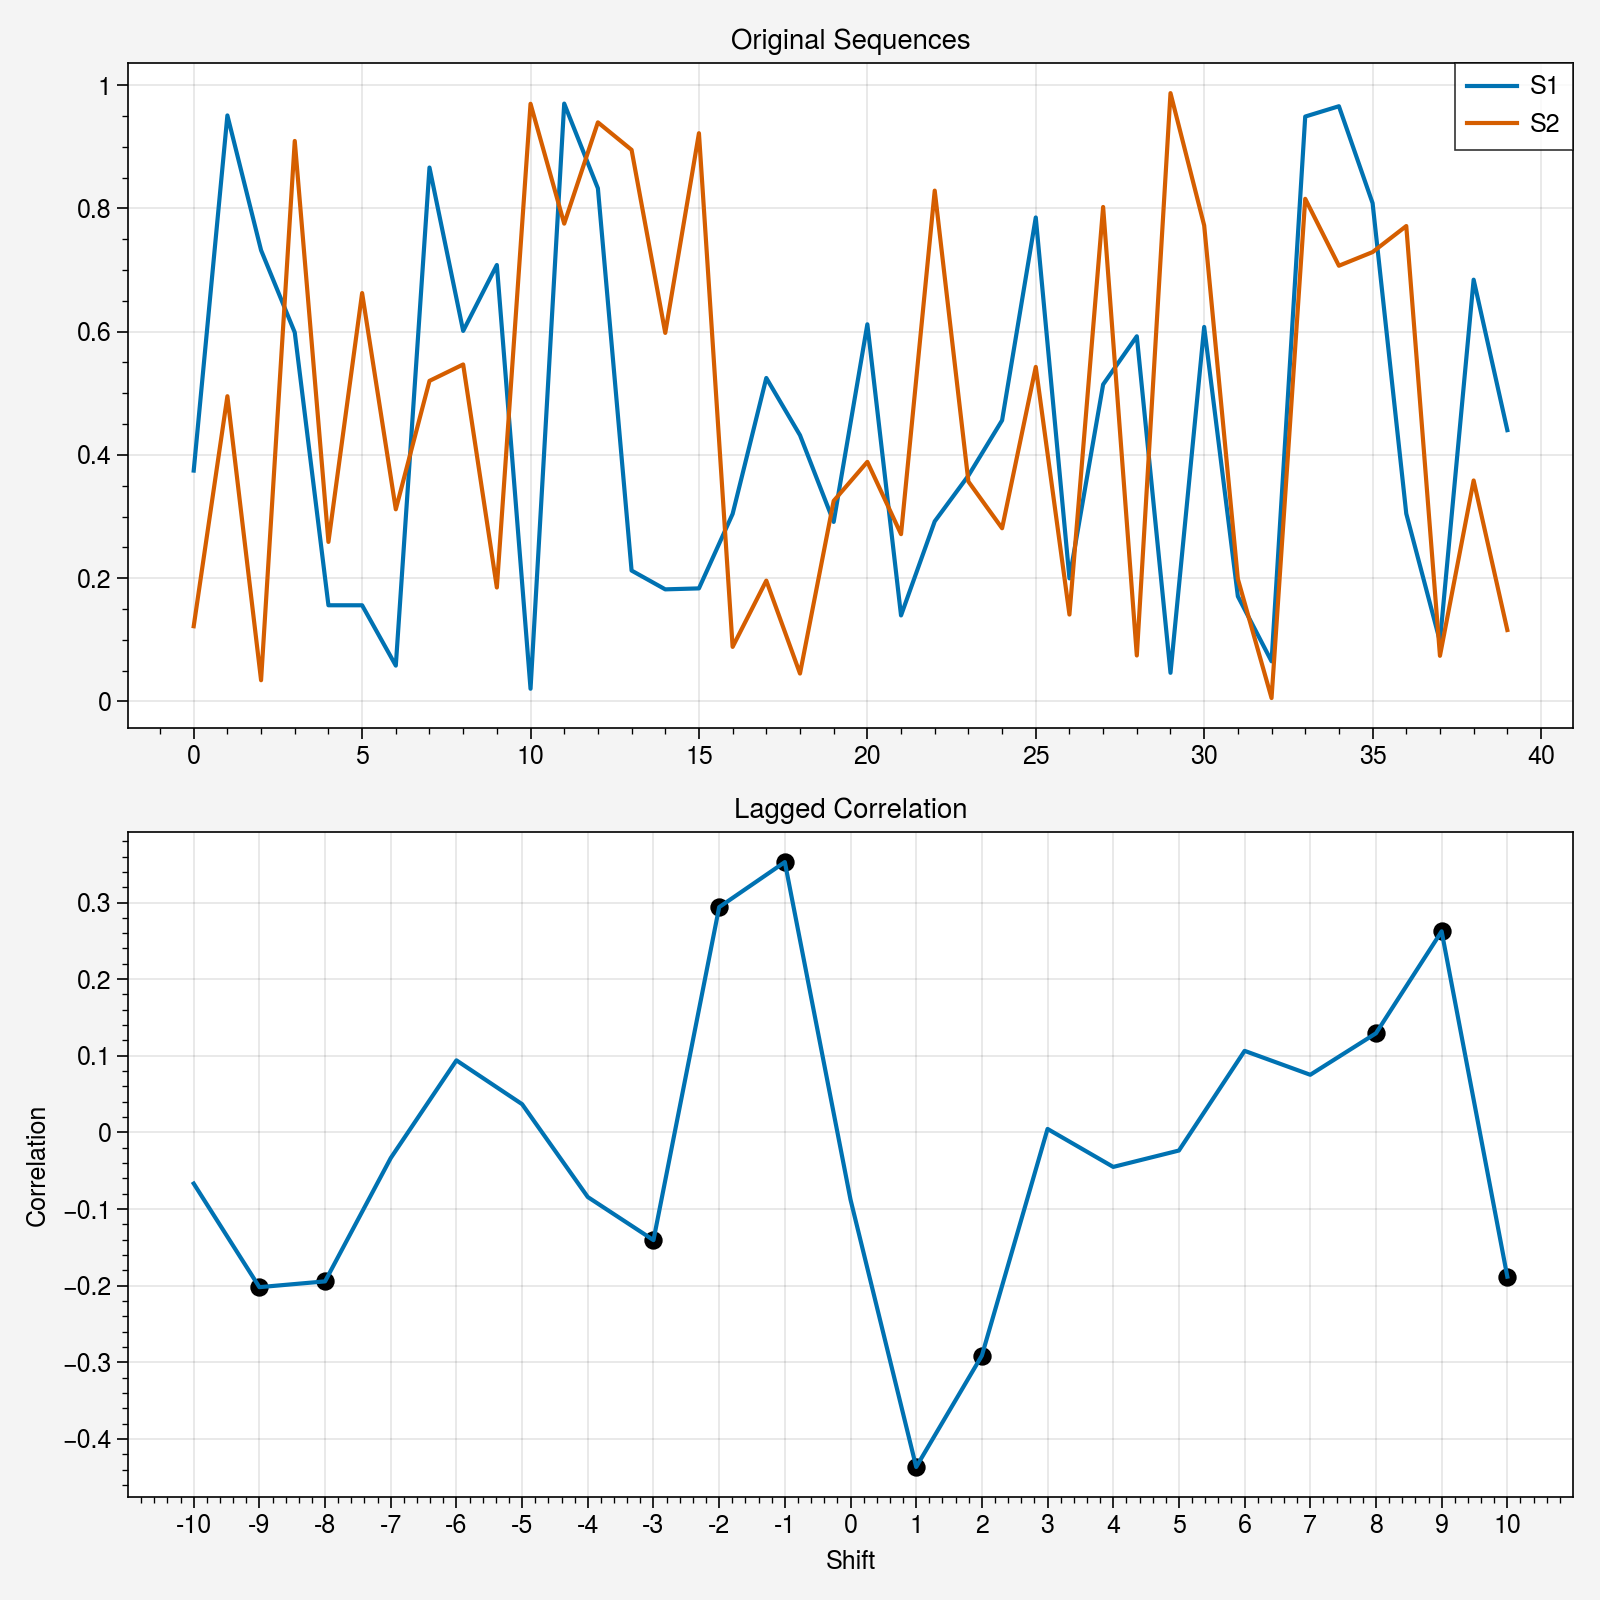 Original Sequences
1
0.8
0.6
0.4
0.2
0
S1
S2
0 5 10 15 20 25 30 35 40
Lagged Correlation
0.3
0.2
0.1
0
−0.1
−0.2
−0.3
−0.4
Correlation
-10 -9 -8 -7 -6 -5 -4 -3 -2 -1 0 1 2 3 4 5 6 7 8 9 10
Shift